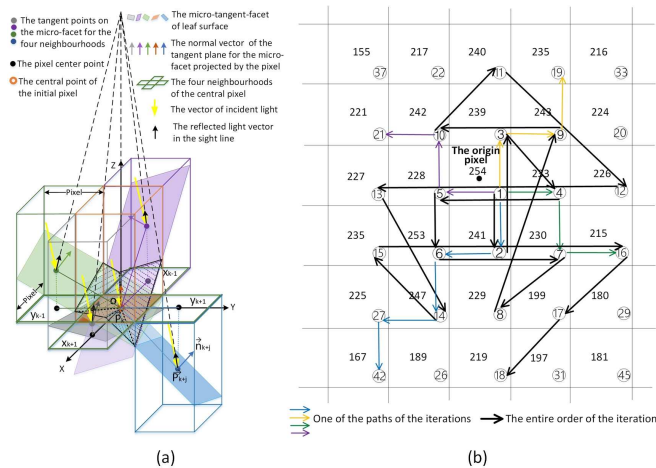 The tangent points on
the micro-facet for the
four neighbourhoods
The pixel center point
The central point of
the initial pixel
The micro-tangent-facet
of leaf surface
The normal vector of the
tangent plane for the micro-
facet projected by the pixel
The four neighbourhoods
of the central pixel
The vector of incident light
The reflected light vector
in the sight line
Z
Pixel
Pixel
x k-1
O
y k-1
y k+1
Y
x k+1
X
n k+j
P k+j
(a)
155 217 240 235 216
37 22 11 19 33
221 242 239 243 224
21 10 3 9 20
The origin
pixel
227 228 254 233 226
13 5 1 4 12
235 253 241 230 215
15 6 2 7 16
225 247 229 199 180
27 14 8 17 29
167 189 219 197 181
42 26 18 31 45
One of the paths of the iterations
The entire order of the iteration
(b)